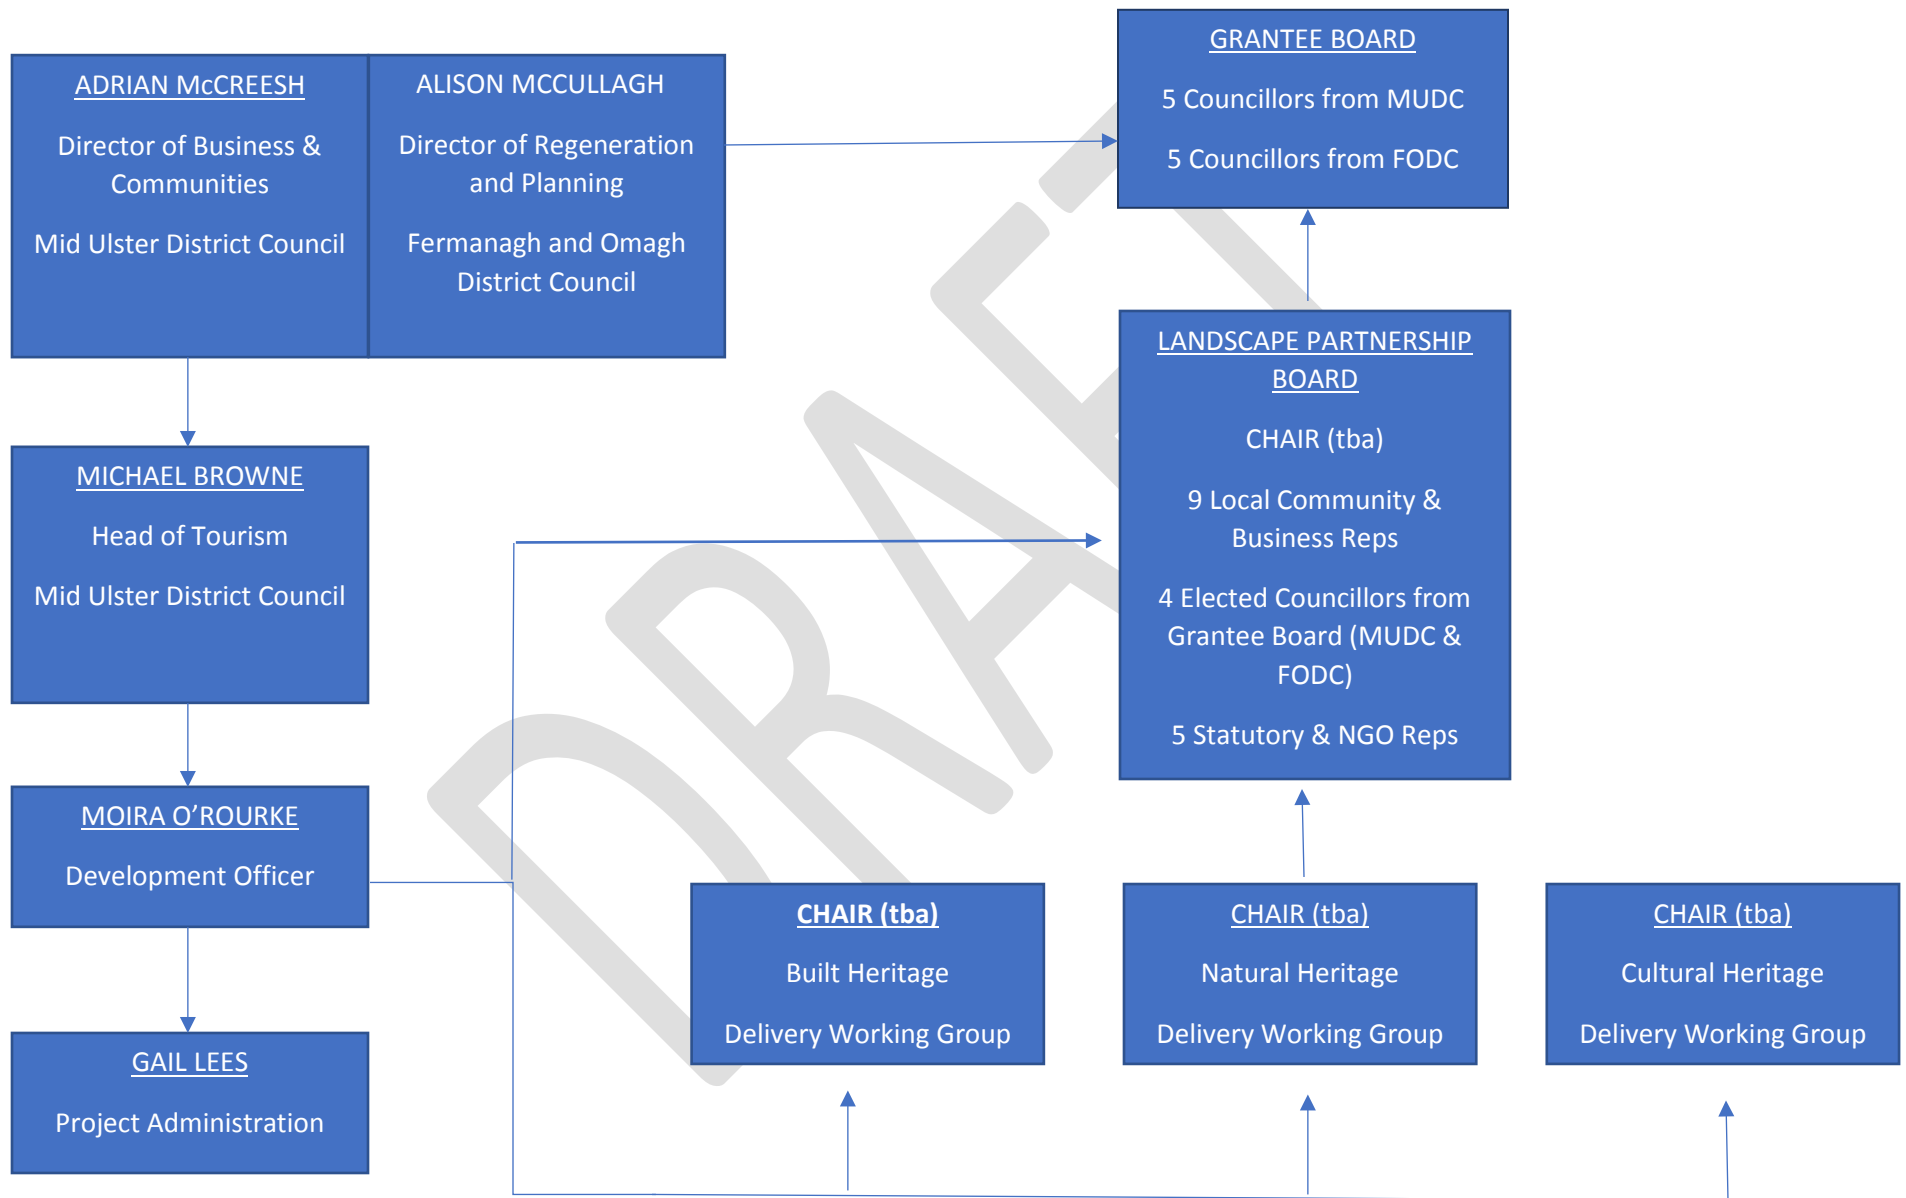 ADRIAN McCREESH
Director of Business &
Communities
Mid Ulster District Council
ALISON MCCULLAGH
Director of Regeneration
and Planning
Fermanagh and Omagh
District Council
GRANTEE BOARD
5 Councillors from MUDC
5 Councillors from FODC
LANDSCAPE PARTNERSHIP
BOARD
CHAIR (tba)
9 Local Community &
Business Reps
4 Elected Councillors from
Grantee Board (MUDC &
FODC)
5 Statutory & NGO Reps
MICHAEL BROWNE
Head of Tourism
Mid Ulster District Council
MOIRA O’ROURKE
Development Officer
GAIL LEES
Project Administration
CHAIR (tba)
Built Heritage
Delivery Working Group
CHAIR (tba)
Natural Heritage
Delivery Working Group
CHAIR (tba)
Cultural Heritage
Delivery Working Group
DRAFT